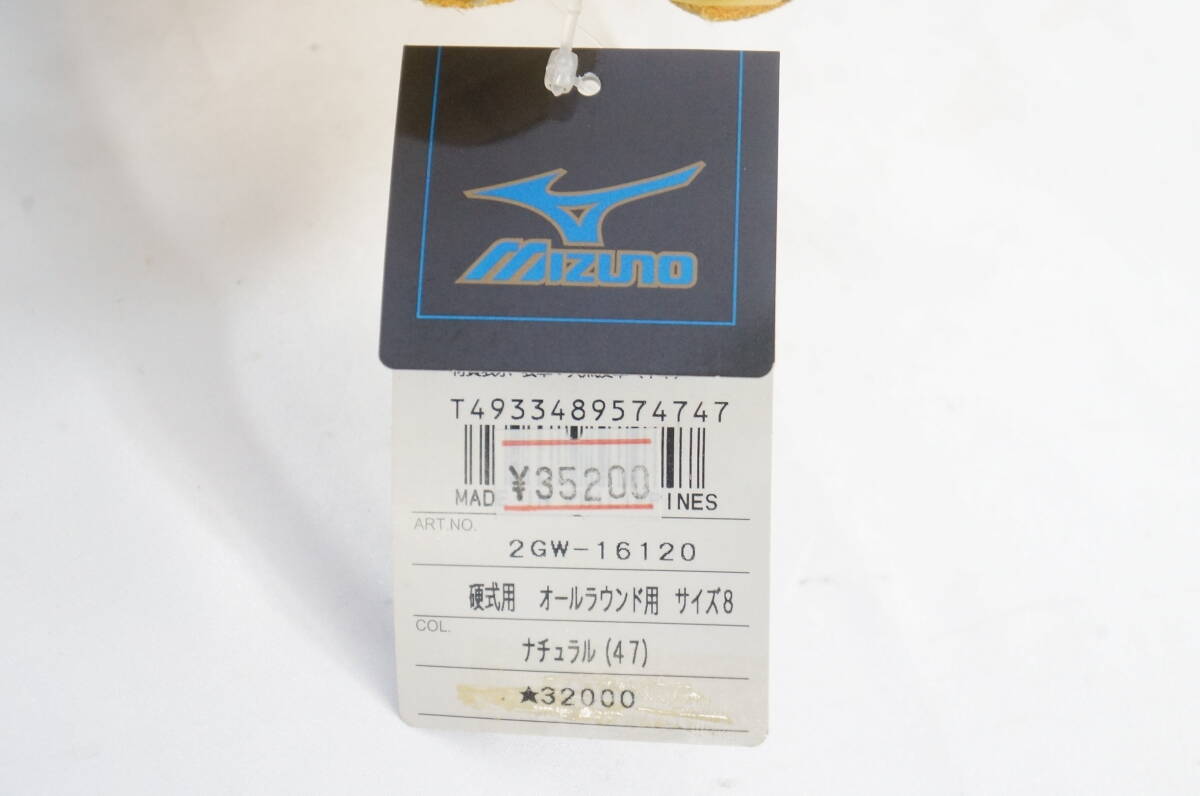 MIZUNO
T4933489574747
¥35200
MAD INES
ART.NO.
2GW-16120
硬式用 オールラウンド用 サイズ8
COL.
ナチュラル(47)
★32000